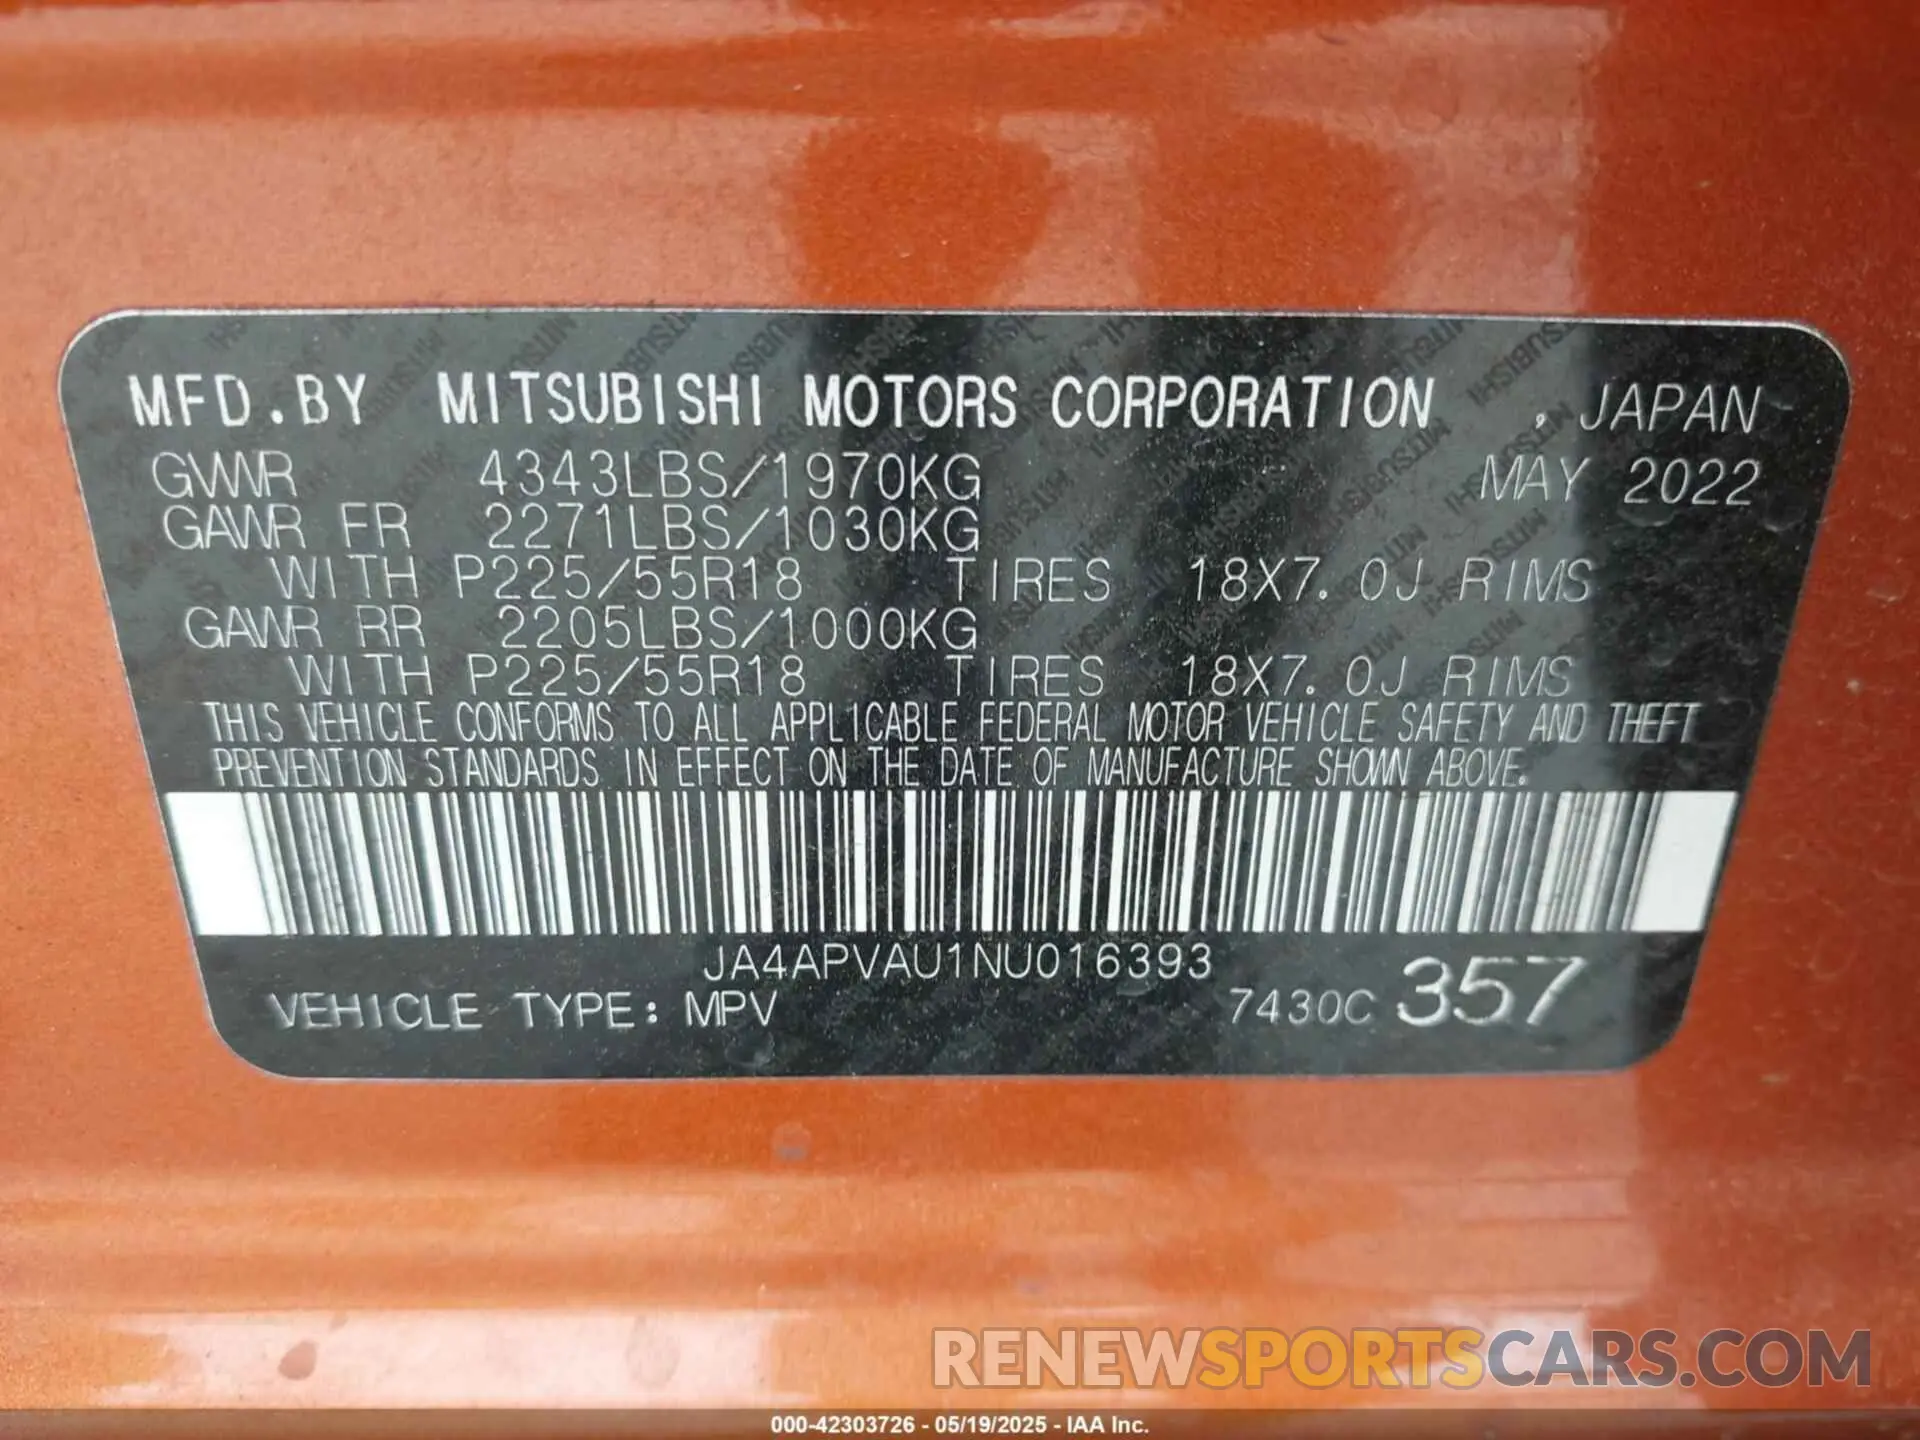 MFD.BY MITSUBISHI MOTORS CORPORATION , JAPAN
GVWR 4343LBS/1970KG MAY 2022
GAWR FR 2271LBS/1030KG
WITH P225/55R18 TIRES 18X7.0J RIMS
GAWR RR 2205LBS/1000KG
WITH P225/55R18 TIRES 18X7.0J RIMS
THIS VEHICLE CONFORMS TO ALL APPLICABLE FEDERAL MOTOR VEHICLE SAFETY AND THEFT
PREVENTION STANDARDS IN EFFECT ON THE DATE OF MANUFACTURE SHOWN ABOVE.
JA4APVAU1NU016393
VEHICLE TYPE: MPV 7430C 357
RENEWSPORTSCARS.COM
000-42303726 - 05/19/2025 - IAA Inc.